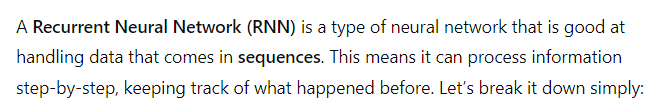 A Recurrent Neural Network (RNN) is a type of neural network that is good at
handling data that comes in sequences. This means it can process information
step-by-step, keeping track of what happened before. Let’s break it down simply: